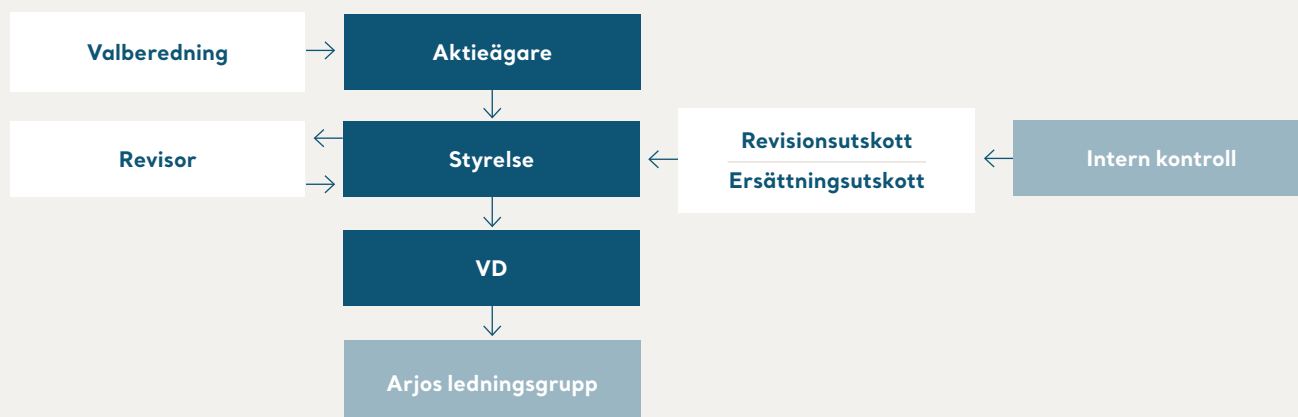 Valberedning
Aktieägare
Revisor
Styrelse
Revisionsutskott
Ersättningsutskott
Intern kontroll
VD
Arjos ledningsgrupp